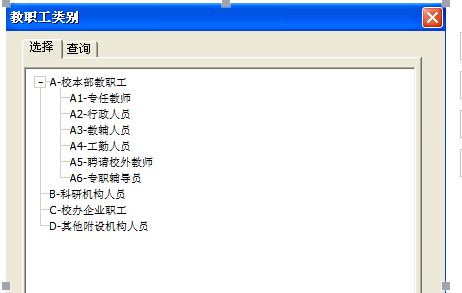 教职工类别
选择 查询
A-校本部教职工
A1-专任教师
A2-行政人员
A3-教辅人员
A4-工勤人员
A5-聘请校外教师
A6-专职辅导员
B-科研机构人员
C-校办企业职工
D-其他附设机构人员